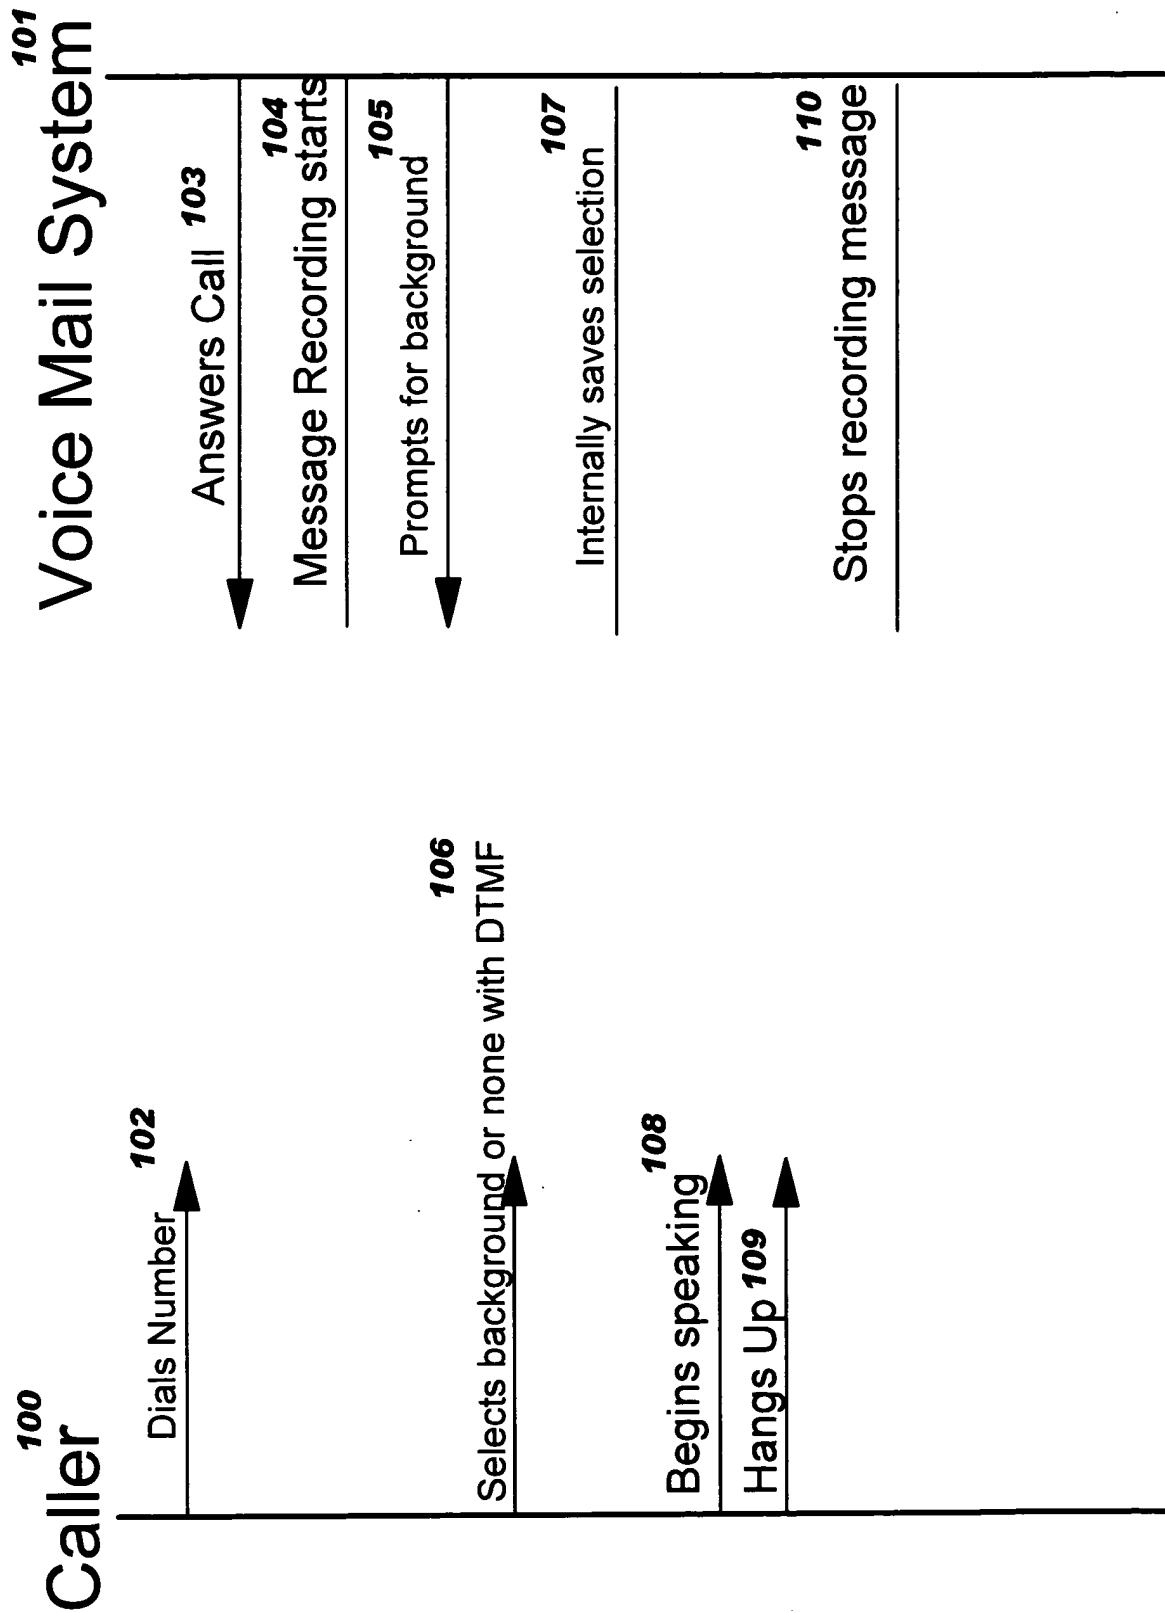 100
Caller
101
Voice Mail System
102
Dials Number
Answers Call 103
104
Message Recording starts
105
Prompts for background
106
Selects background or none with DTMF
107
Internally saves selection
108
Begins speaking
Hangs Up 109
110
Stops recording message